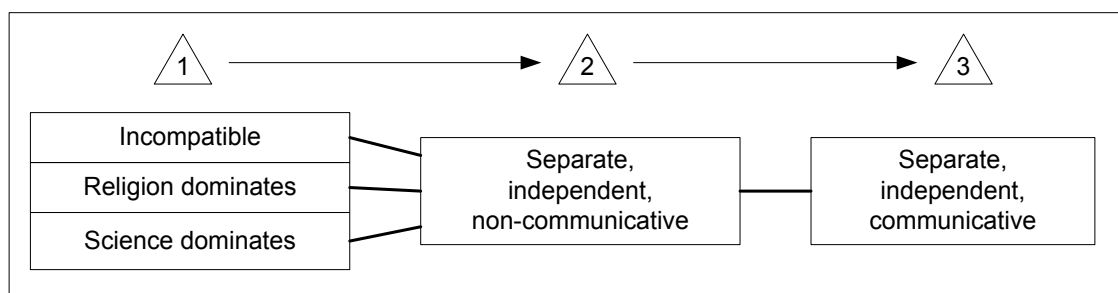 1
2
3
Incompatible
Religion dominates
Science dominates
Separate,
independent,
non-communicative
Separate,
independent,
communicative